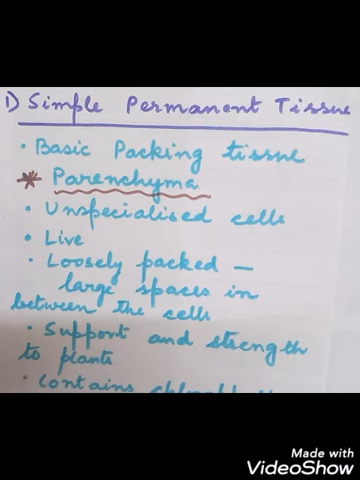 1) Simple Permanent Tissue
• Basic Packing tissue
* Parenchyma
• Unspecialised cells
• Live
• Loosely packed —
large spaces in
between the cells
• Support and strength
to plants
• Contains
Made with
VideoShow